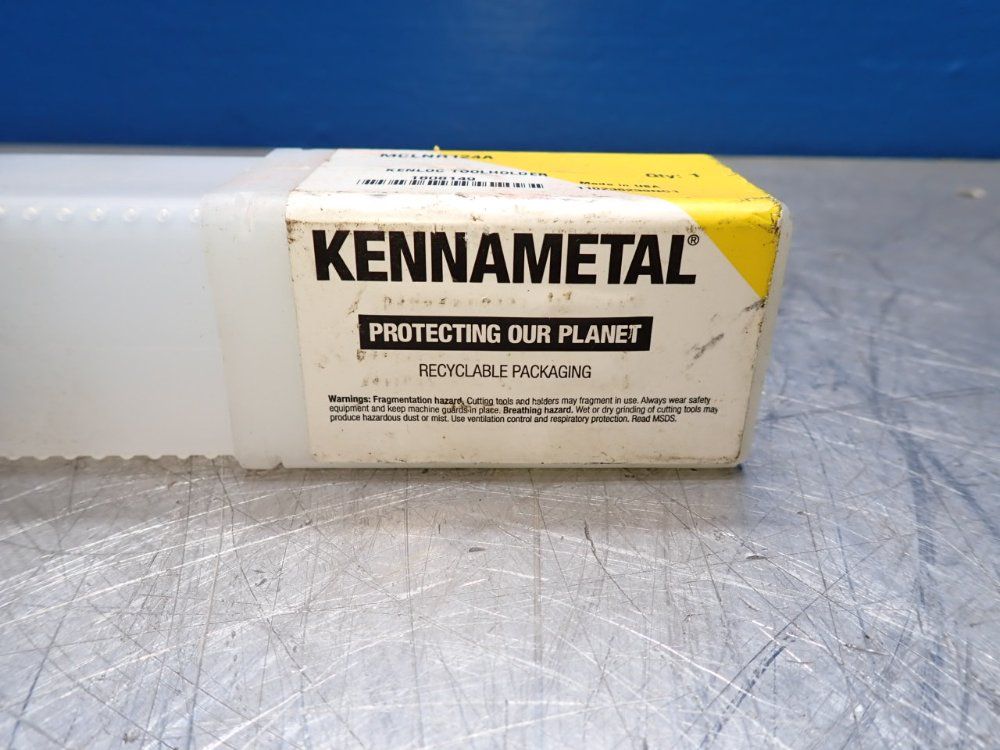 MCLNR124A
KENLOC TOOLHOLDER
Qty: 1
Made in USA
KENNAMETAL®
PROTECTING OUR PLANET
RECYCLABLE PACKAGING
Warnings: Fragmentation hazard. Cutting tools and holders may fragment in use. Always wear safety
equipment and keep machine guards in place. Breathing hazard. Wet or dry grinding of cutting tools may
produce hazardous dust or mist. Use ventilation control and respiratory protection. Read MSDS.